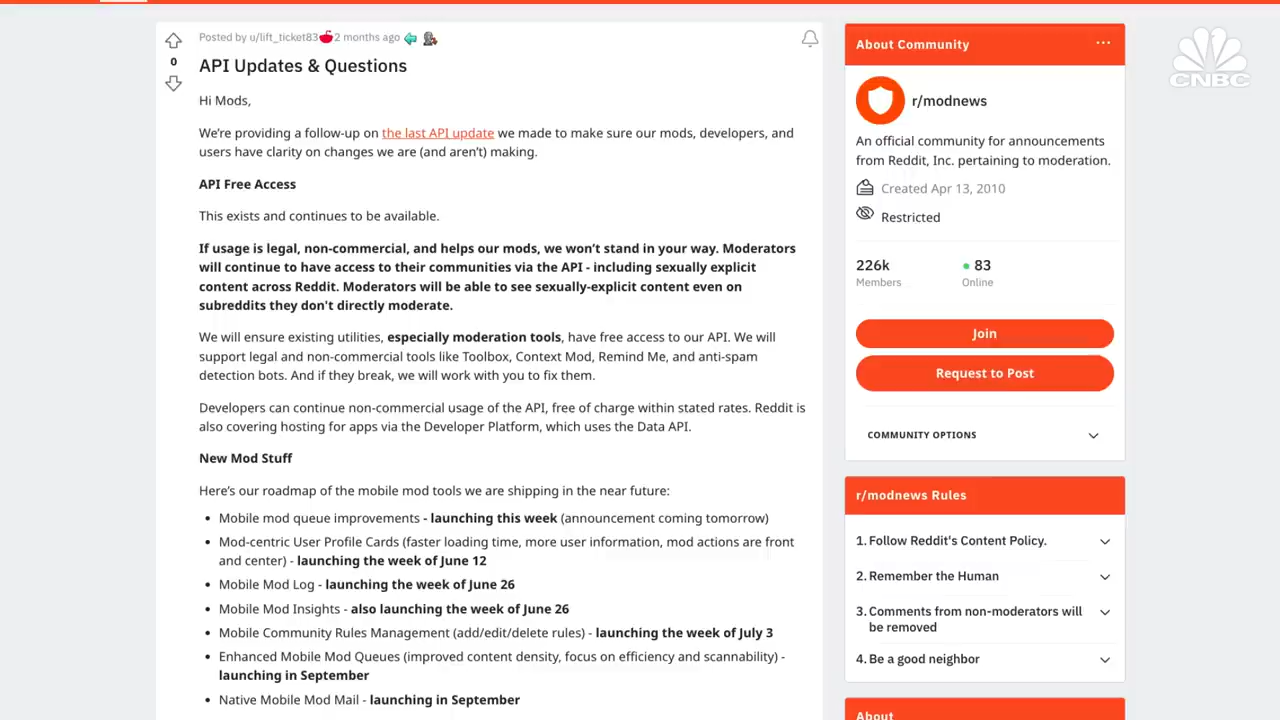 Posted by u/lift_ticket83 2 months ago
0
API Updates & Questions
Hi Mods,
We’re providing a follow-up on the last API update we made to make sure our mods, developers, and
users have clarity on changes we are (and aren’t) making.
API Free Access
This exists and continues to be available.
If usage is legal, non-commercial, and helps our mods, we won’t stand in your way. Moderators
will continue to have access to their communities via the API - including sexually explicit
content across Reddit. Moderators will be able to see sexually-explicit content even on
subreddits they don't directly moderate.
We will ensure existing utilities, especially moderation tools, have free access to our API. We will
support legal and non-commercial tools like Toolbox, Context Mod, Remind Me, and anti-spam
detection bots. And if they break, we will work with you to fix them.
Developers can continue non-commercial usage of the API, free of charge within stated rates. Reddit is
also covering hosting for apps via the Developer Platform, which uses the Data API.
New Mod Stuff
Here’s our roadmap of the mobile mod tools we are shipping in the near future:
• Mobile mod queue improvements - launching this week (announcement coming tomorrow)
• Mod-centric User Profile Cards (faster loading time, more user information, mod actions are front
and center) - launching the week of June 12
• Mobile Mod Log - launching the week of June 26
• Mobile Mod Insights - also launching the week of June 26
• Mobile Community Rules Management (add/edit/delete rules) - launching the week of July 3
• Enhanced Mobile Mod Queues (improved content density, focus on efficiency and scannability) -
launching in September
• Native Mobile Mod Mail - launching in September
About Community
r/modnews
An official community for announcements
from Reddit, Inc. pertaining to moderation.
Created Apr 13, 2010
Restricted
226k 83
Members Online
Join
Request to Post
COMMUNITY OPTIONS
r/modnews Rules
1. Follow Reddit's Content Policy.
2. Remember the Human
3. Comments from non-moderators will
be removed
4. Be a good neighbor
About
CNBC